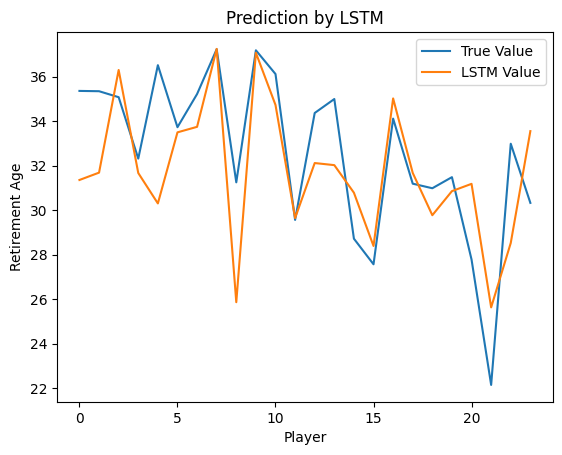 Prediction by LSTM
True Value
LSTM Value
Retirement Age
36
34
32
30
28
26
24
22
0
5
10
15
20
Player